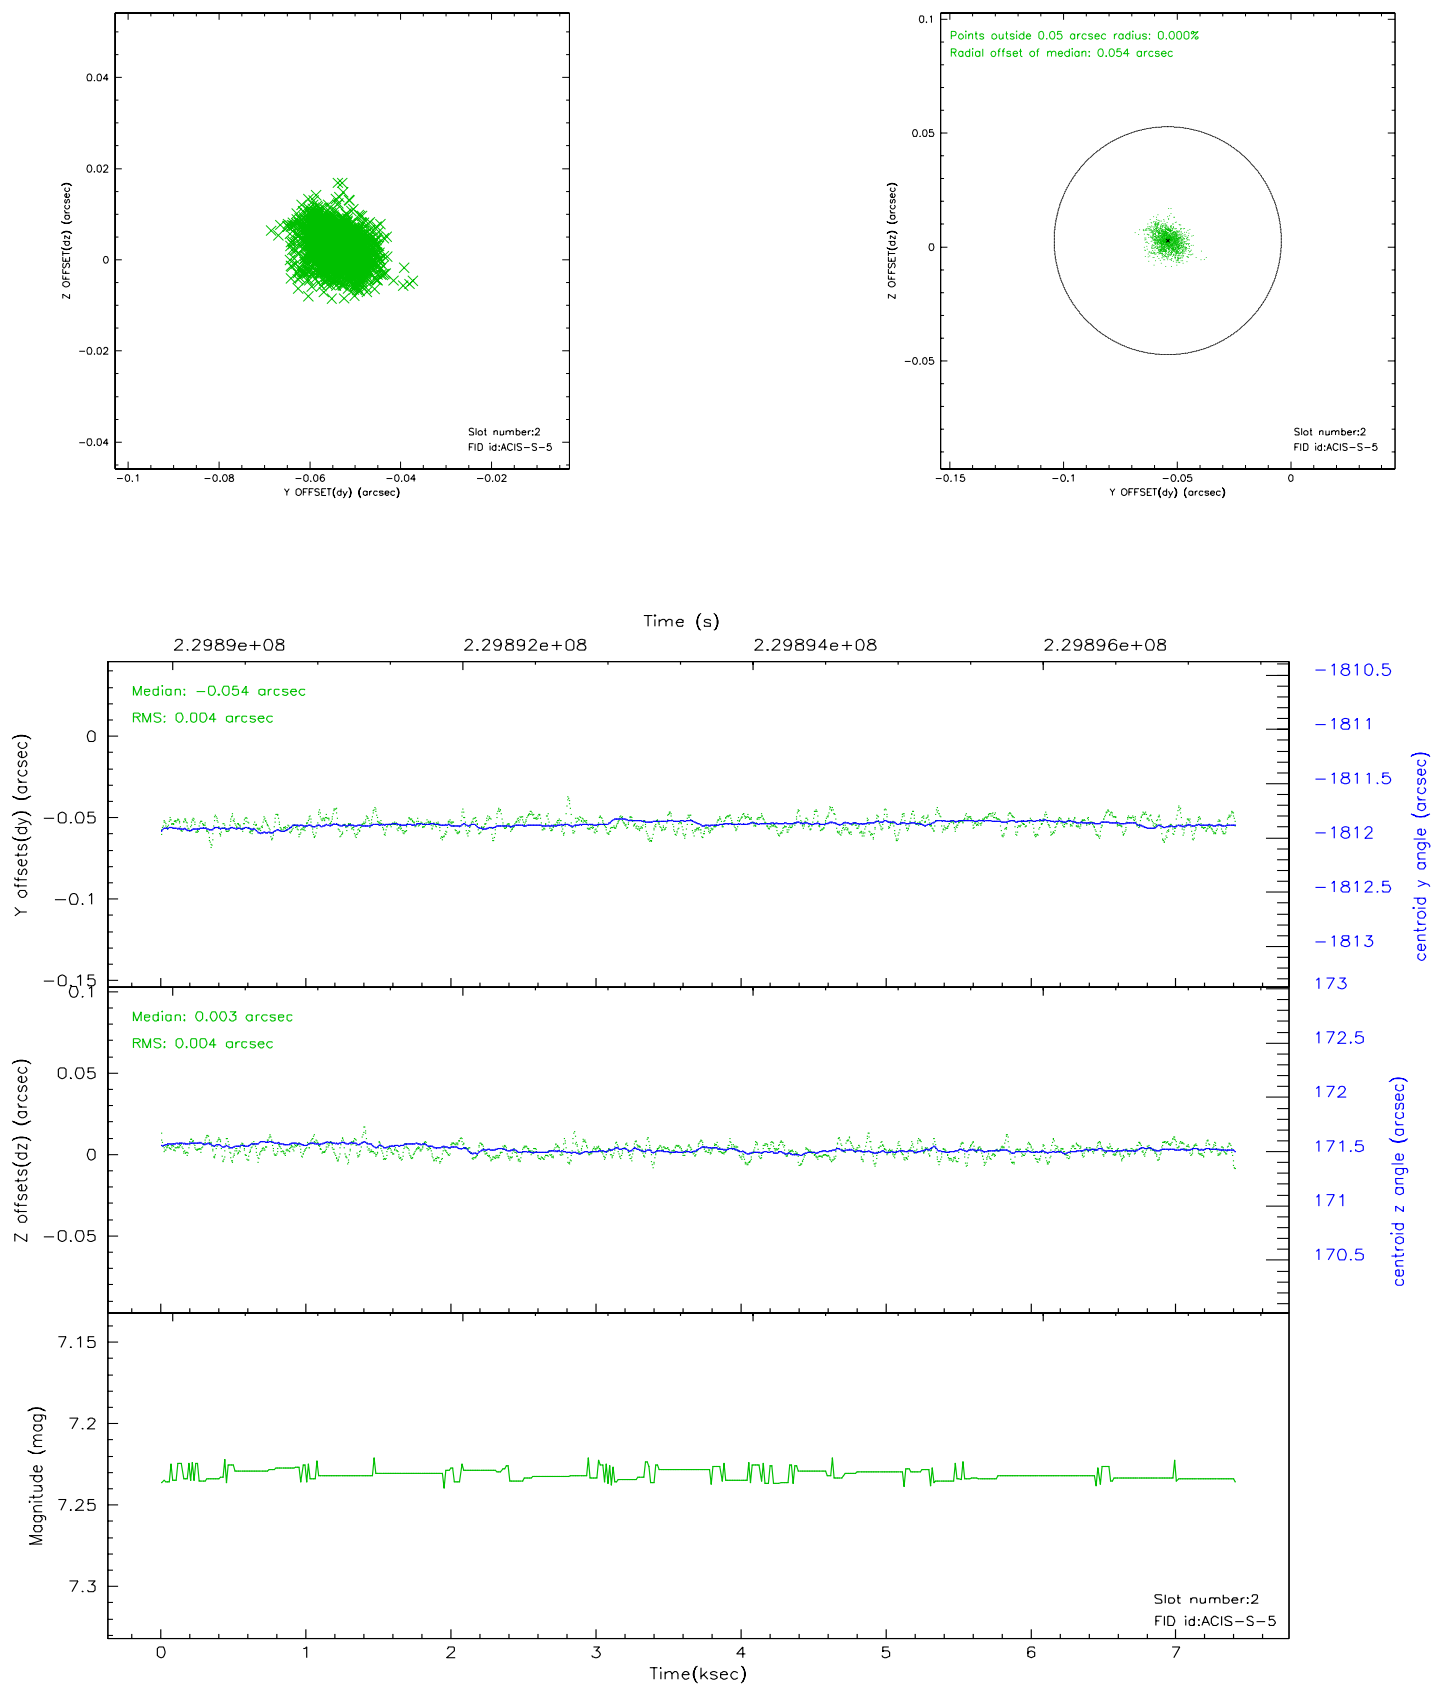 0.04
0.02
0
-0.02
-0.04
Z OFFSET(dz) (arcsec)
Slot number:2
FID id:ACIS-S-5
-0.1
-0.08
-0.06
-0.04
-0.02
Y OFFSET(dy) (arcsec)
0.1
0.05
0
-0.05
Z OFFSET(dz) (arcsec)
Points outside 0.05 arcsec radius: 0.000%
Radial offset of median: 0.054 arcsec
Slot number:2
FID id:ACIS-S-5
-0.15
-0.1
-0.05
0
Y OFFSET(dy) (arcsec)
Time (s)
2.2989e+08
2.29892e+08
2.29894e+08
2.29896e+08
Median: -0.054 arcsec
RMS: 0.004 arcsec
0
-0.05
-0.1
-0.15
Y offsets(dy) (arcsec)
-1810.5
-1811
-1811.5
-1812
-1812.5
-1813
centroid y angle (arcsec)
Median: 0.003 arcsec
RMS: 0.004 arcsec
0.1
0.05
0
-0.05
Z offsets(dz) (arcsec)
173
172.5
172
171.5
171
170.5
centroid z angle (arcsec)
7.15
7.2
7.25
7.3
Magnitude (mag)
Slot number:2
FID id:ACIS-S-5
0
1
2
3
4
5
6
7
Time(ksec)